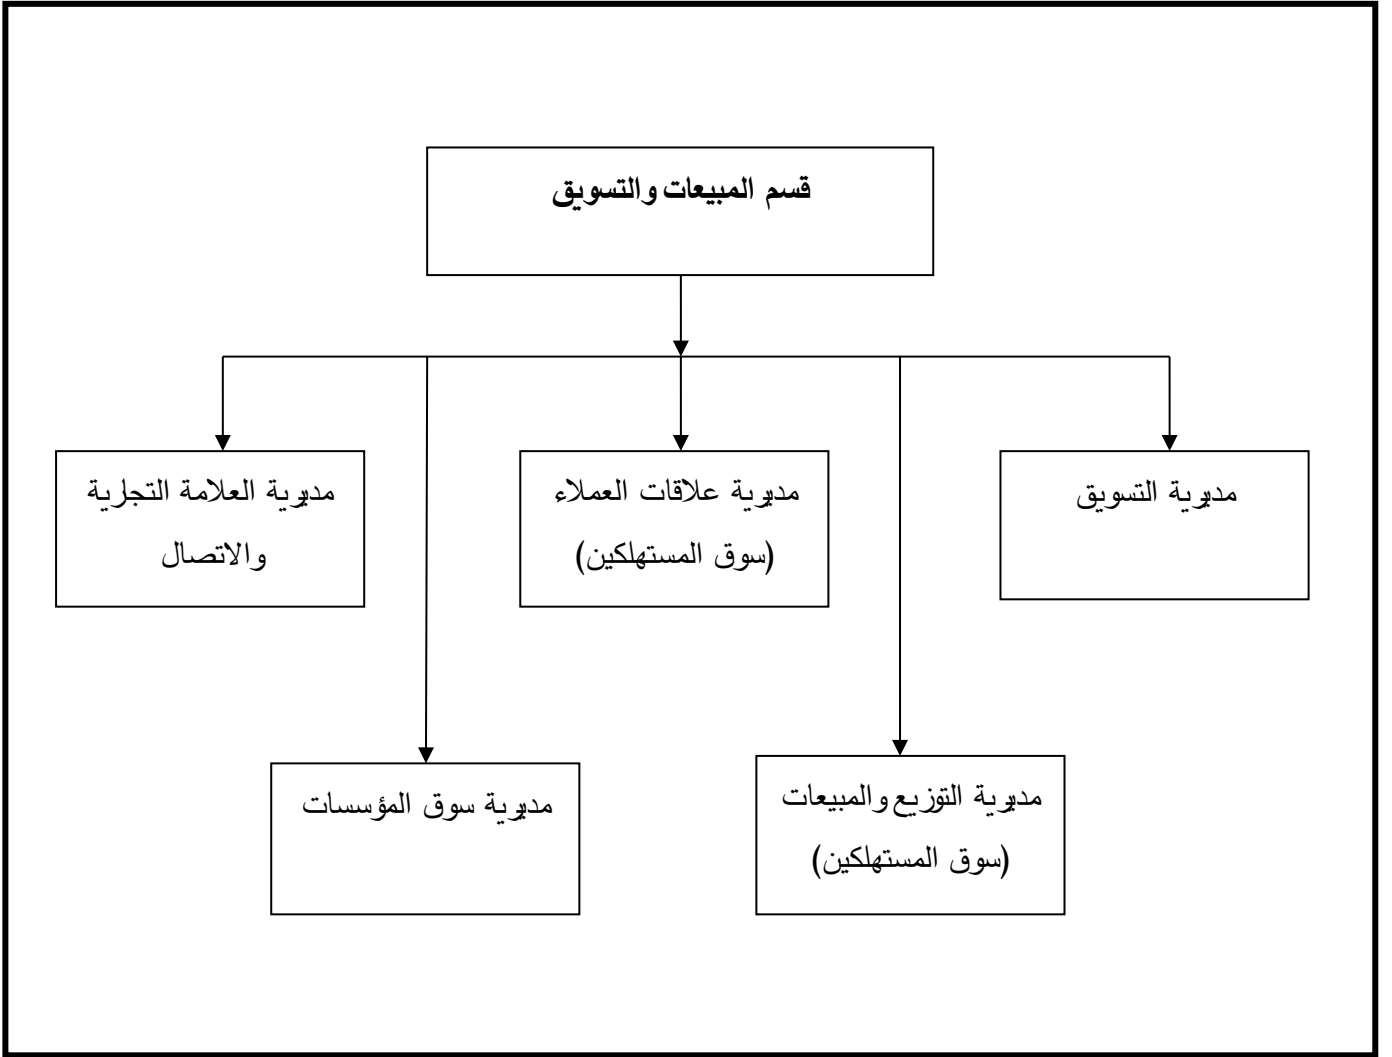 قسم المبيعات والتسويق
مديرية التسويق
مديرية علاقات العملاء
(سوق المستهلكين)
مديرية العلامة التجارية
والاتصال
مديرية التوزيع والمبيعات
(سوق المستهلكين)
مديرية سوق المؤسسات